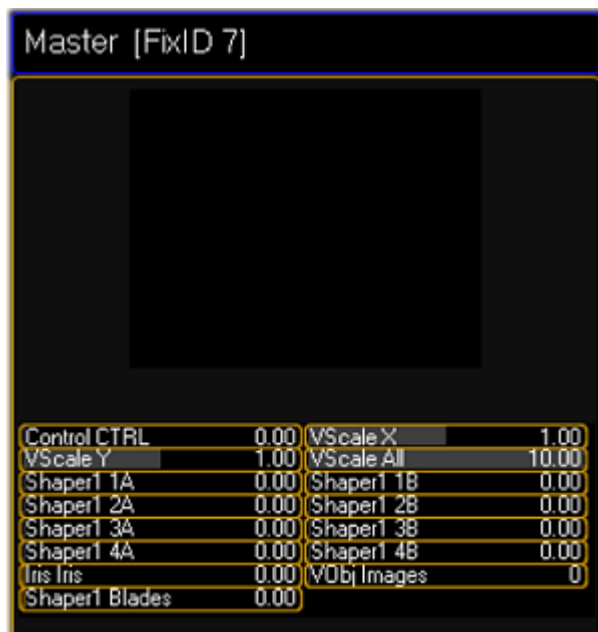 Master [FixID 7]
Control CTRL 0.00 VScale X 1.00
VScale Y 1.00 VScale All 10.00
Shaper1 1A 0.00 Shaper1 1B 0.00
Shaper1 2A 0.00 Shaper1 2B 0.00
Shaper1 3A 0.00 Shaper1 3B 0.00
Shaper1 4A 0.00 Shaper1 4B 0.00
Iris Iris 0.00 VObj Images 0
Shaper1 Blades 0.00